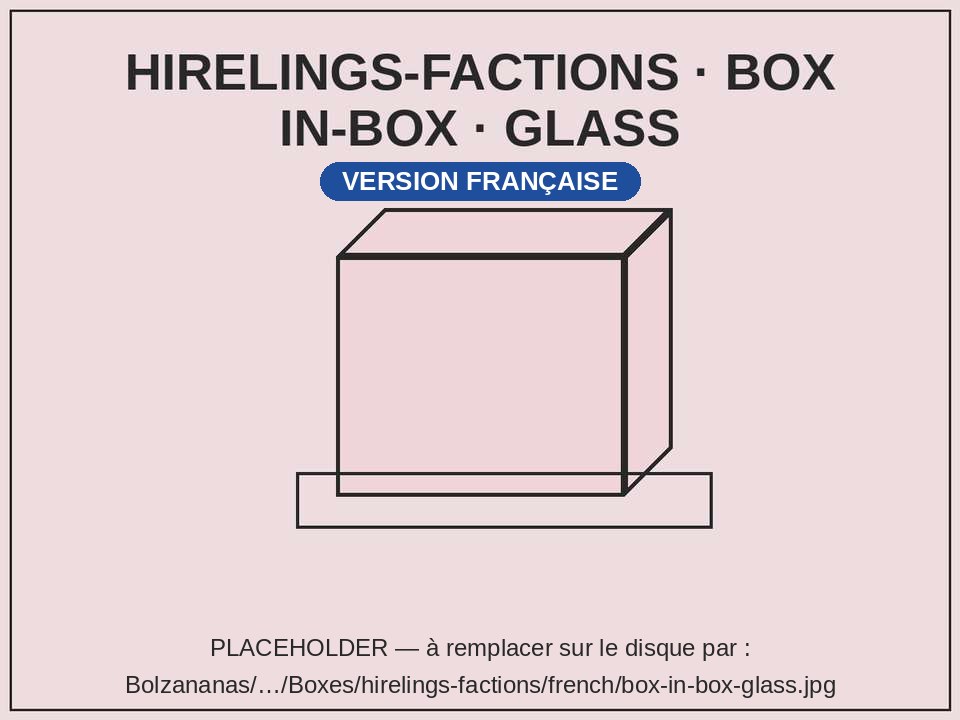 HIRELINGS-FACTIONS · BOX
IN-BOX · GLASS
VERSION FRANÇAISE
PLACEHOLDER — à remplacer sur le disque par :
Bolzananas/…/Boxes/hirelings-factions/french/box-in-box-glass.jpg